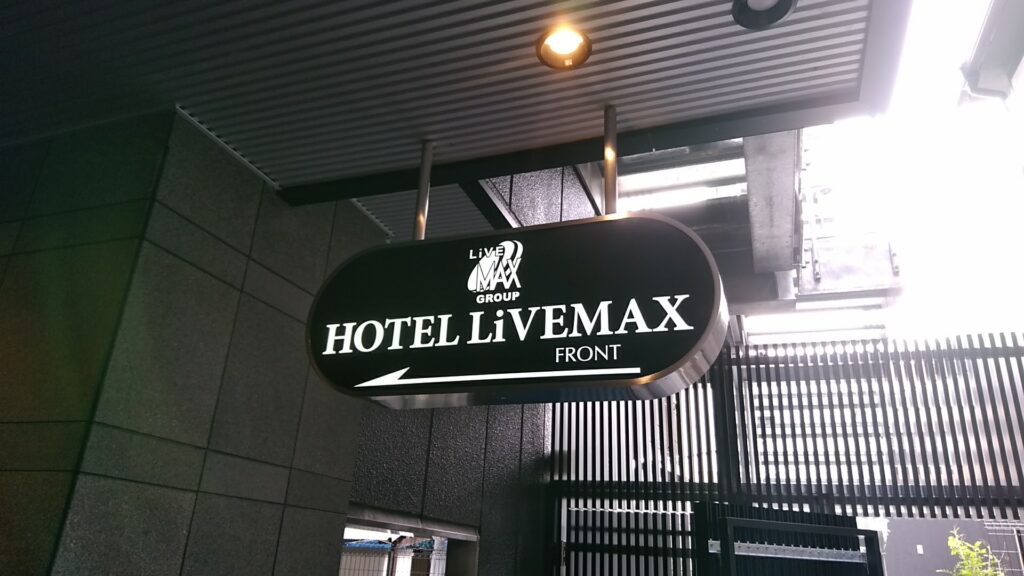 LiVE
MAX
GROUP
HOTEL LiVEMAX
FRONT